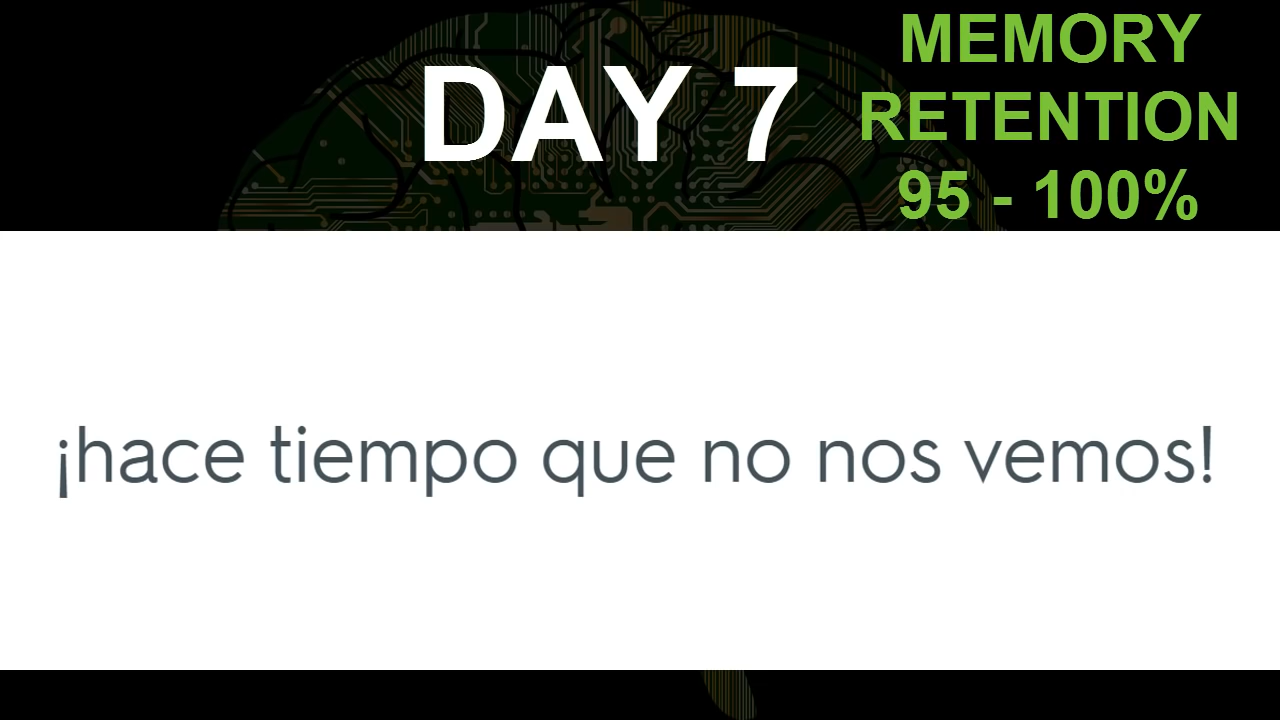 DAY 7
MEMORY
RETENTION
95 - 100%
¡hace tiempo que no nos vemos!